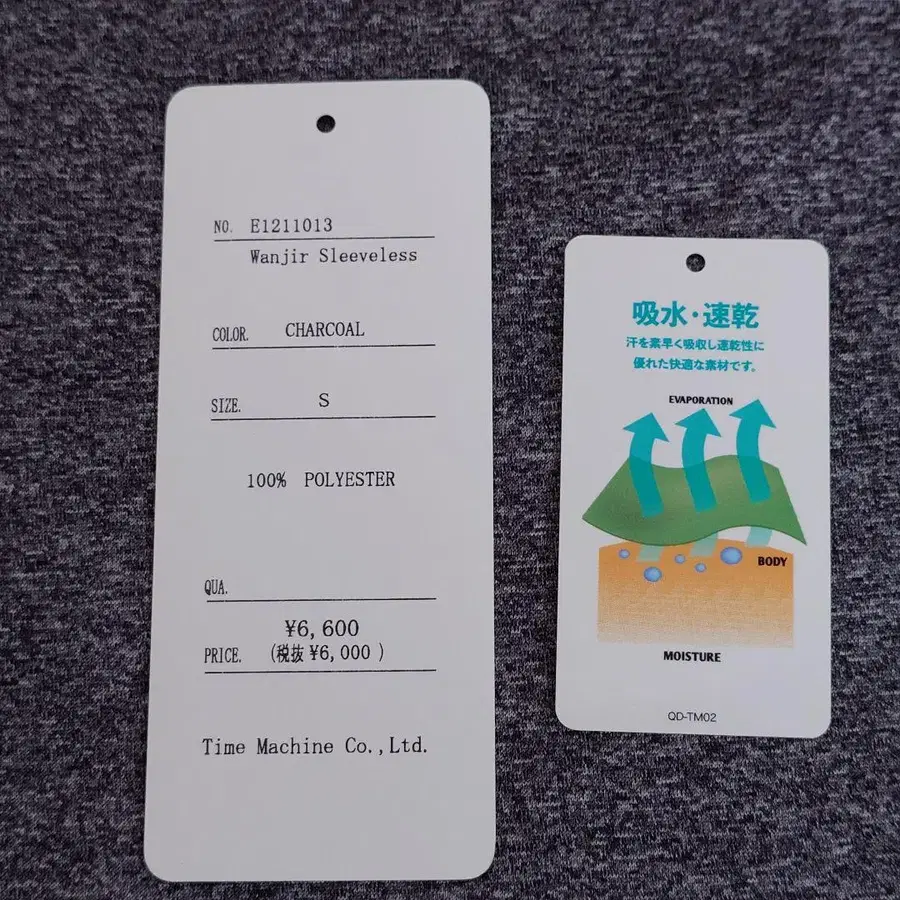 NO. E1211013
Wanjir Sleeveless
COLOR. CHARCOAL
SIZE. S
100% POLYESTER
QUA.
¥6,600
PRICE. (税抜 ¥6,000 )
Time Machine Co.,Ltd.
吸水・速乾
汗を素早く吸収し速乾性に
優れた快適な素材です。
EVAPORATION
BODY
MOISTURE
QD-TM02